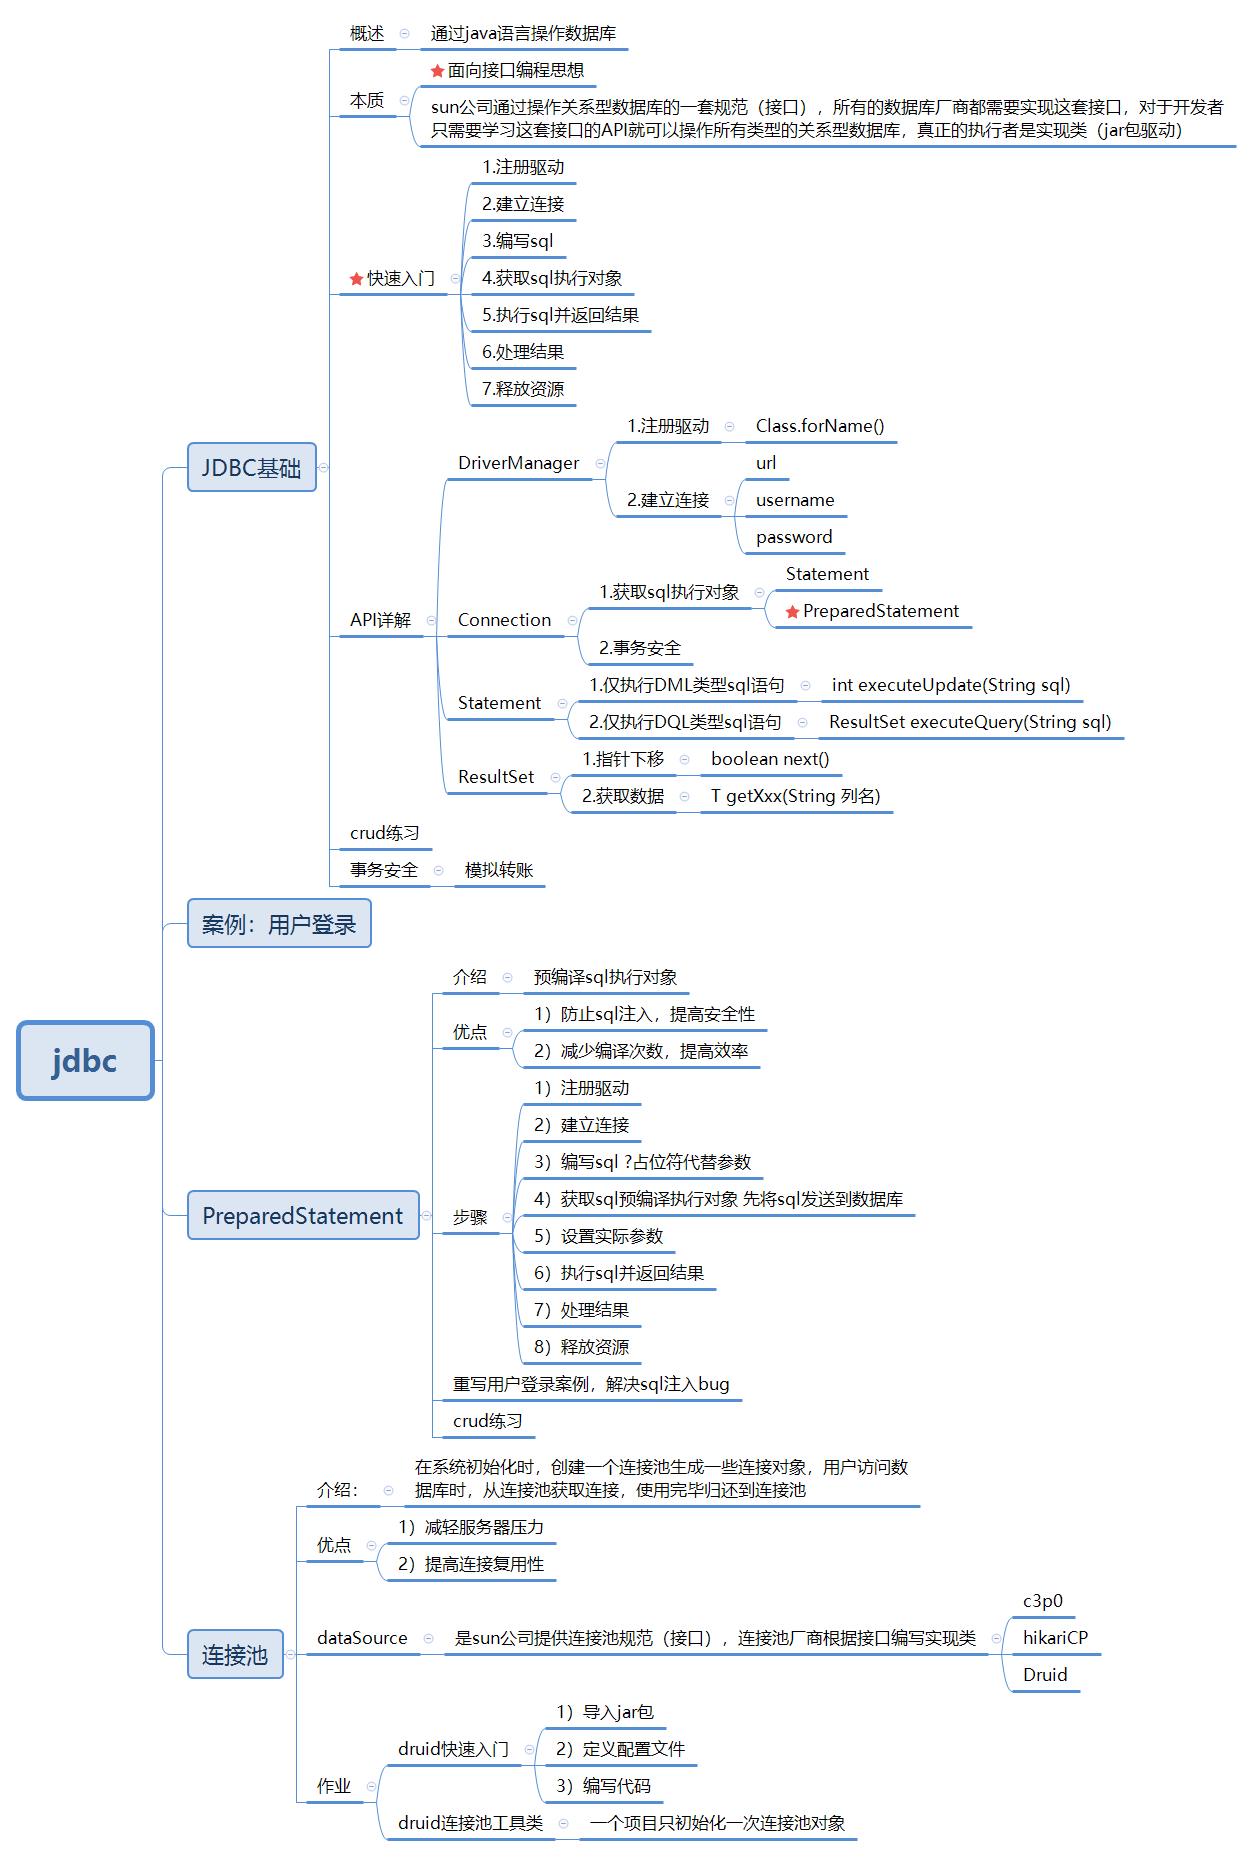 jdbc
JDBC基础
概述
通过java语言操作数据库
本质
面向接口编程思想
sun公司通过操作关系型数据库的一套规范（接口），所有的数据库厂商都需要实现这套接口，对于开发者
只需要学习这套接口的API就可以操作所有类型的关系型数据库，真正的执行者是实现类（jar包驱动）
快速入门
1.注册驱动
2.建立连接
3.编写sql
4.获取sql执行对象
5.执行sql并返回结果
6.处理结果
7.释放资源
API详解
DriverManager
1.注册驱动
Class.forName()
2.建立连接
url
username
password
Connection
1.获取sql执行对象
Statement
PreparedStatement
2.事务安全
Statement
1.仅执行DML类型sql语句
int executeUpdate(String sql)
2.仅执行DQL类型sql语句
ResultSet executeQuery(String sql)
ResultSet
1.指针下移
boolean next()
2.获取数据
T getXxx(String 列名)
crud练习
事务安全
模拟转账
案例：用户登录
PreparedStatement
介绍
预编译sql执行对象
优点
1）防止sql注入，提高安全性
2）减少编译次数，提高效率
步骤
1）注册驱动
2）建立连接
3）编写sql ?占位符代替参数
4）获取sql预编译执行对象 先将sql发送到数据库
5）设置实际参数
6）执行sql并返回结果
7）处理结果
8）释放资源
重写用户登录案例，解决sql注入bug
crud练习
连接池
介绍：
在系统初始化时，创建一个连接池生成一些连接对象，用户访问数
据库时，从连接池获取连接，使用完毕归还到连接池
优点
1）减轻服务器压力
2）提高连接复用性
dataSource
是sun公司提供连接池规范（接口），连接池厂商根据接口编写实现类
c3p0
hikariCP
Druid
作业
druid快速入门
1）导入jar包
2）定义配置文件
3）编写代码
druid连接池工具类
一个项目只初始化一次连接池对象